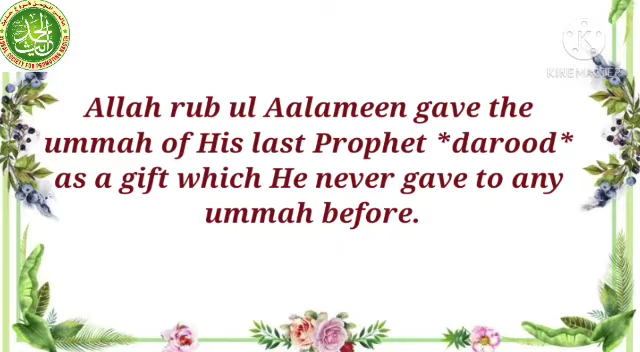 KINEMASTER
Allah rub ul Aalameen gave the
ummah of His last Prophet *darood*
as a gift which He never gave to any
ummah before.